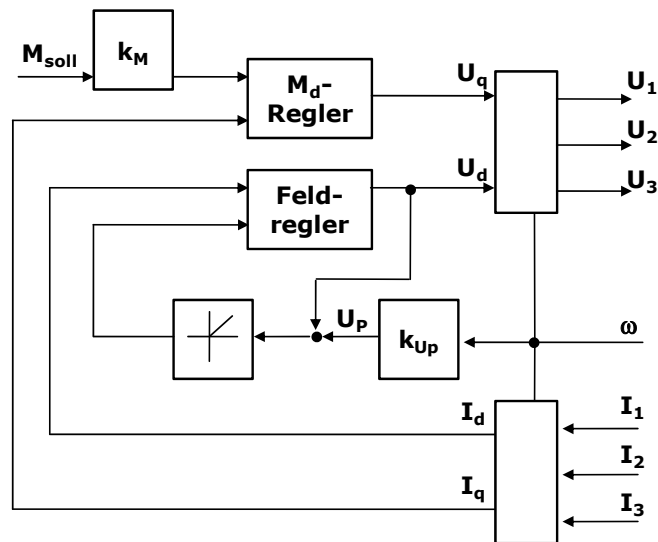 M_soll
k_M
M_d-
Regler
U_q
U_1
U_2
U_d
U_3
Feld-
regler
U_P
k_Up
ω
I_d
I_1
I_2
I_q
I_3